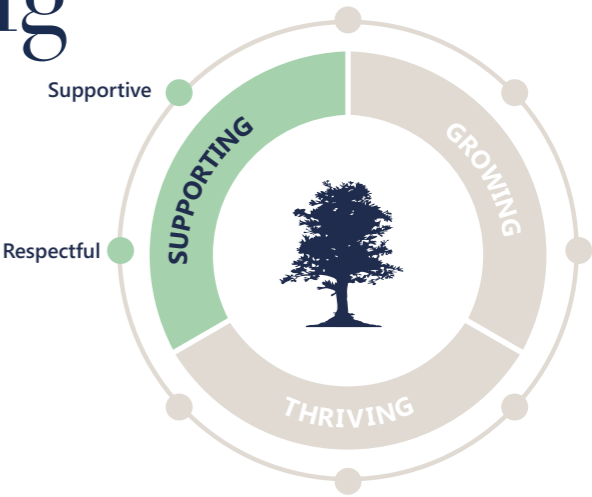 Supportive
SUPPORTING
GROWING
Respectful
THRIVING